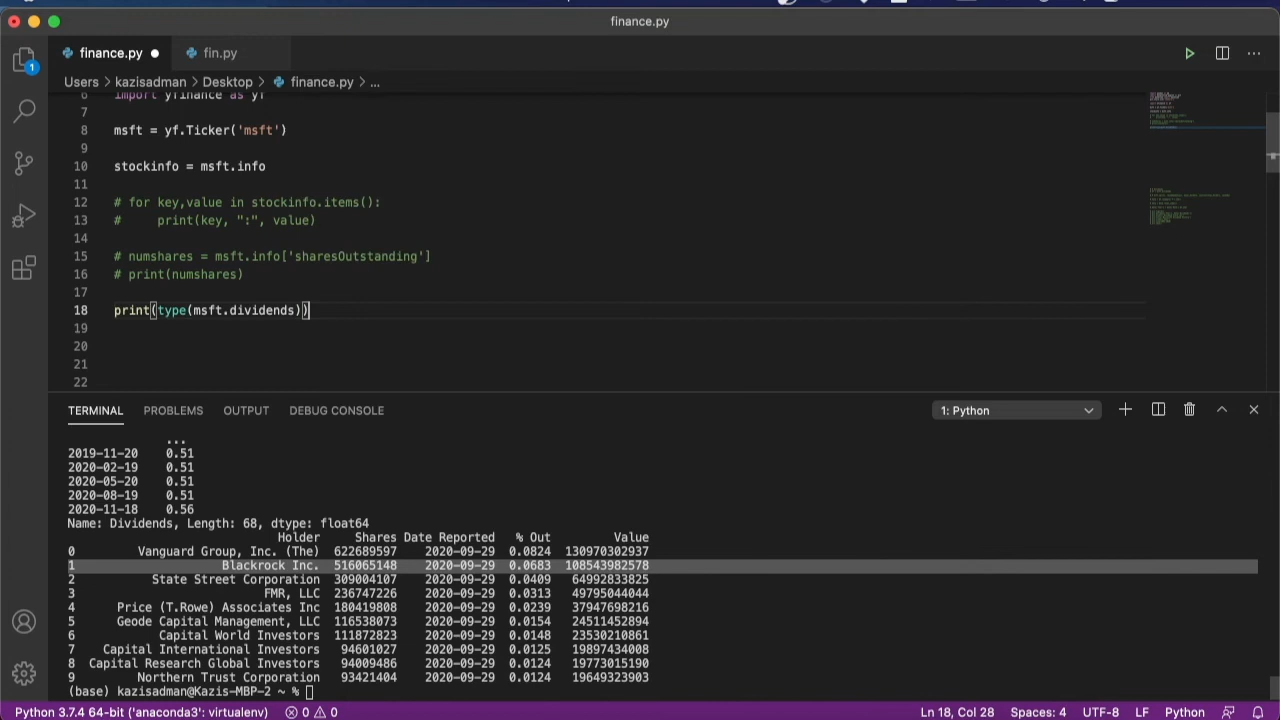 finance.py
finance.py
fin.py
1
Users > kazisadman > Desktop > finance.py > ...
6 import yfinance as yf
7
8 msft = yf.Ticker('msft')
9
10 stockinfo = msft.info
11
12 # for key,value in stockinfo.items():
13 #     print(key, ":", value)
14
15 # numshares = msft.info['sharesOutstanding']
16 # print(numshares)
17
18 print(type(msft.dividends))
19
20
21
22
TERMINAL PROBLEMS OUTPUT DEBUG CONSOLE 1: Python
...
2019-11-20 0.51
2020-02-19 0.51
2020-05-20 0.51
2020-08-19 0.51
2020-11-18 0.56
Name: Dividends, Length: 68, dtype: float64
Holder Shares Date Reported % Out Value
0 Vanguard Group, Inc. (The) 622689597 2020-09-29 0.0824 130970302937
1 Blackrock Inc. 516065148 2020-09-29 0.0683 108543982578
2 State Street Corporation 309004107 2020-09-29 0.0409 64992833825
3 FMR, LLC 236747226 2020-09-29 0.0313 49795044044
4 Price (T.Rowe) Associates Inc 180419808 2020-09-29 0.0239 37947698216
5 Geode Capital Management, LLC 116538073 2020-09-29 0.0154 24511452894
6 Capital World Investors 111872823 2020-09-29 0.0148 23530210861
7 Capital International Investors 94601027 2020-09-29 0.0125 19897434008
8 Capital Research Global Investors 94009486 2020-09-29 0.0124 19773015190
9 Northern Trust Corporation 93421404 2020-09-29 0.0124 19649323903
(base) kazisadman@Kazis-MBP-2 ~ %
Python 3.7.4 64-bit ('anaconda3': virtualenv) 0 0 Ln 18, Col 28 Spaces: 4 UTF-8 LF Python